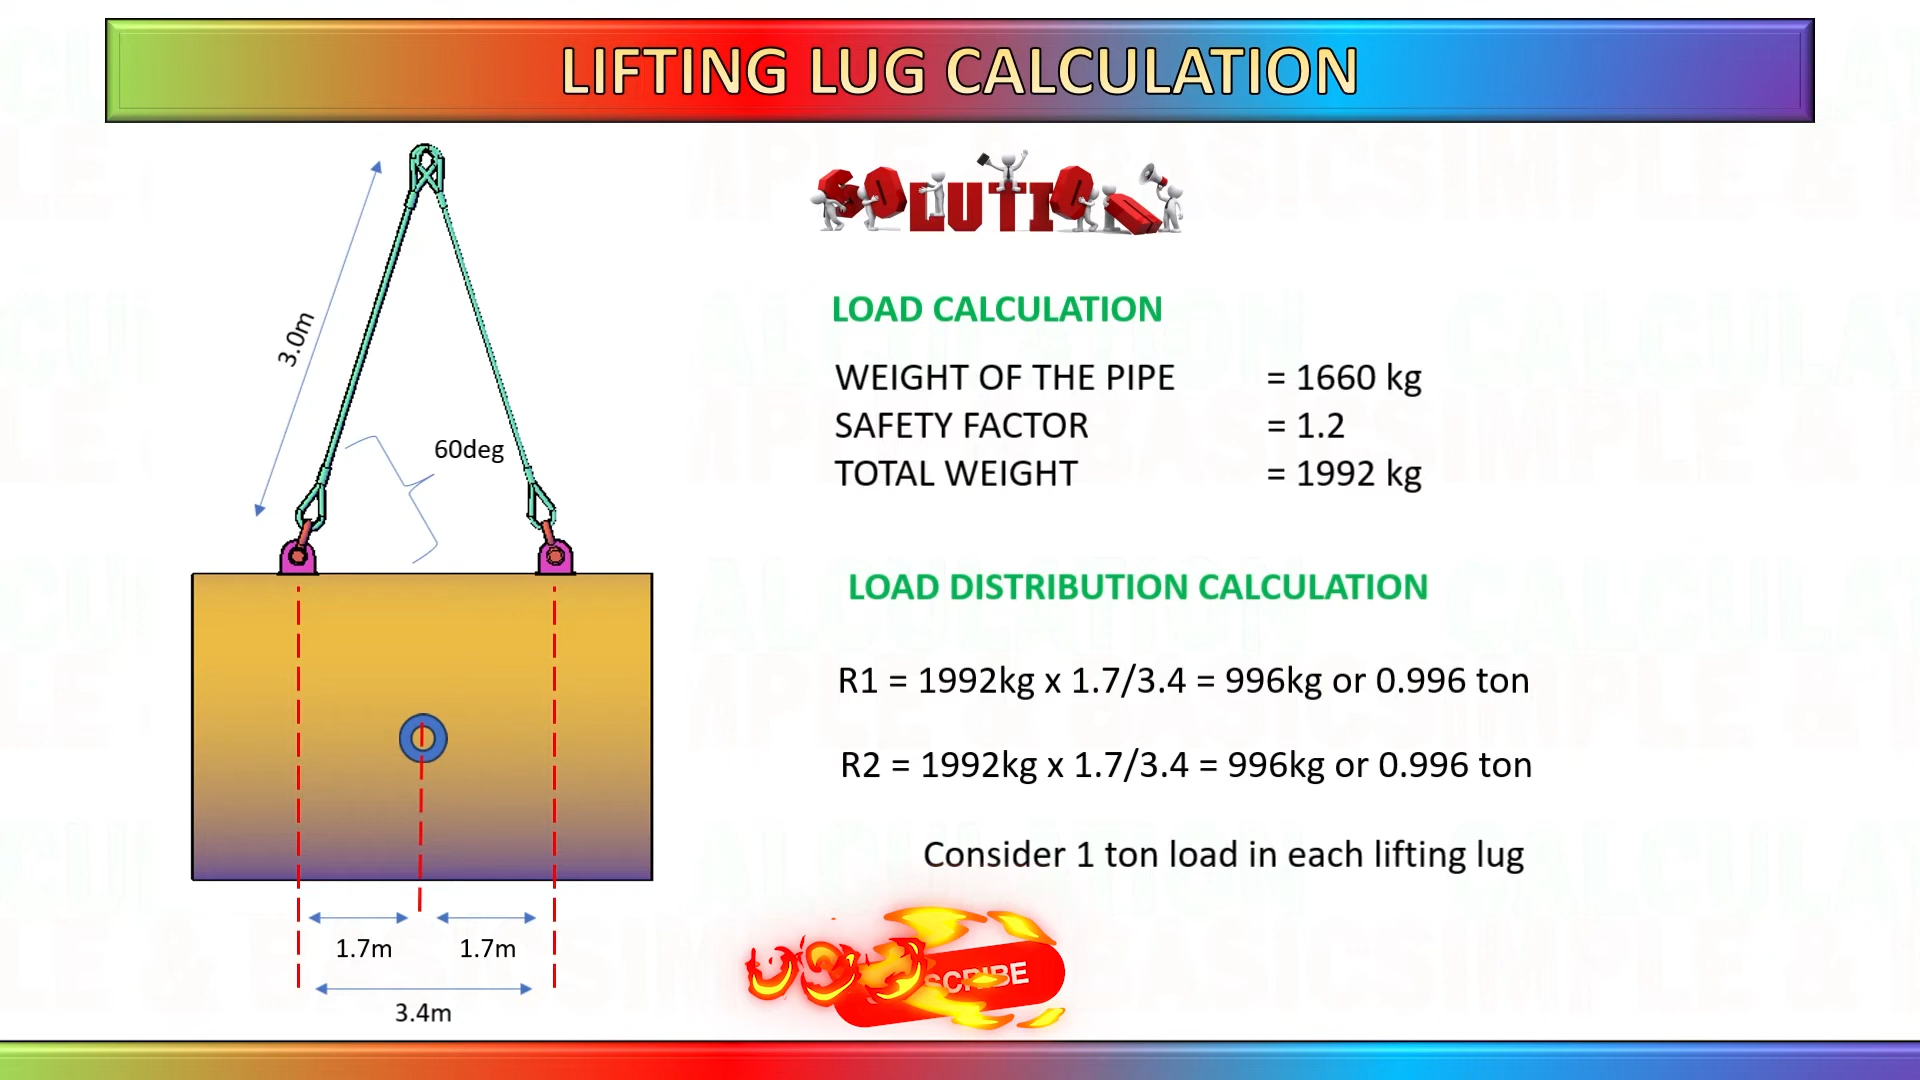 LIFTING LUG CALCULATION
SOLUTION
3.0m
60deg
1.7m 1.7m
3.4m
LOAD CALCULATION
WEIGHT OF THE PIPE = 1660 kg
SAFETY FACTOR = 1.2
TOTAL WEIGHT = 1992 kg
LOAD DISTRIBUTION CALCULATION
R1 = 1992kg x 1.7/3.4 = 996kg or 0.996 ton
R2 = 1992kg x 1.7/3.4 = 996kg or 0.996 ton
Consider 1 ton load in each lifting lug